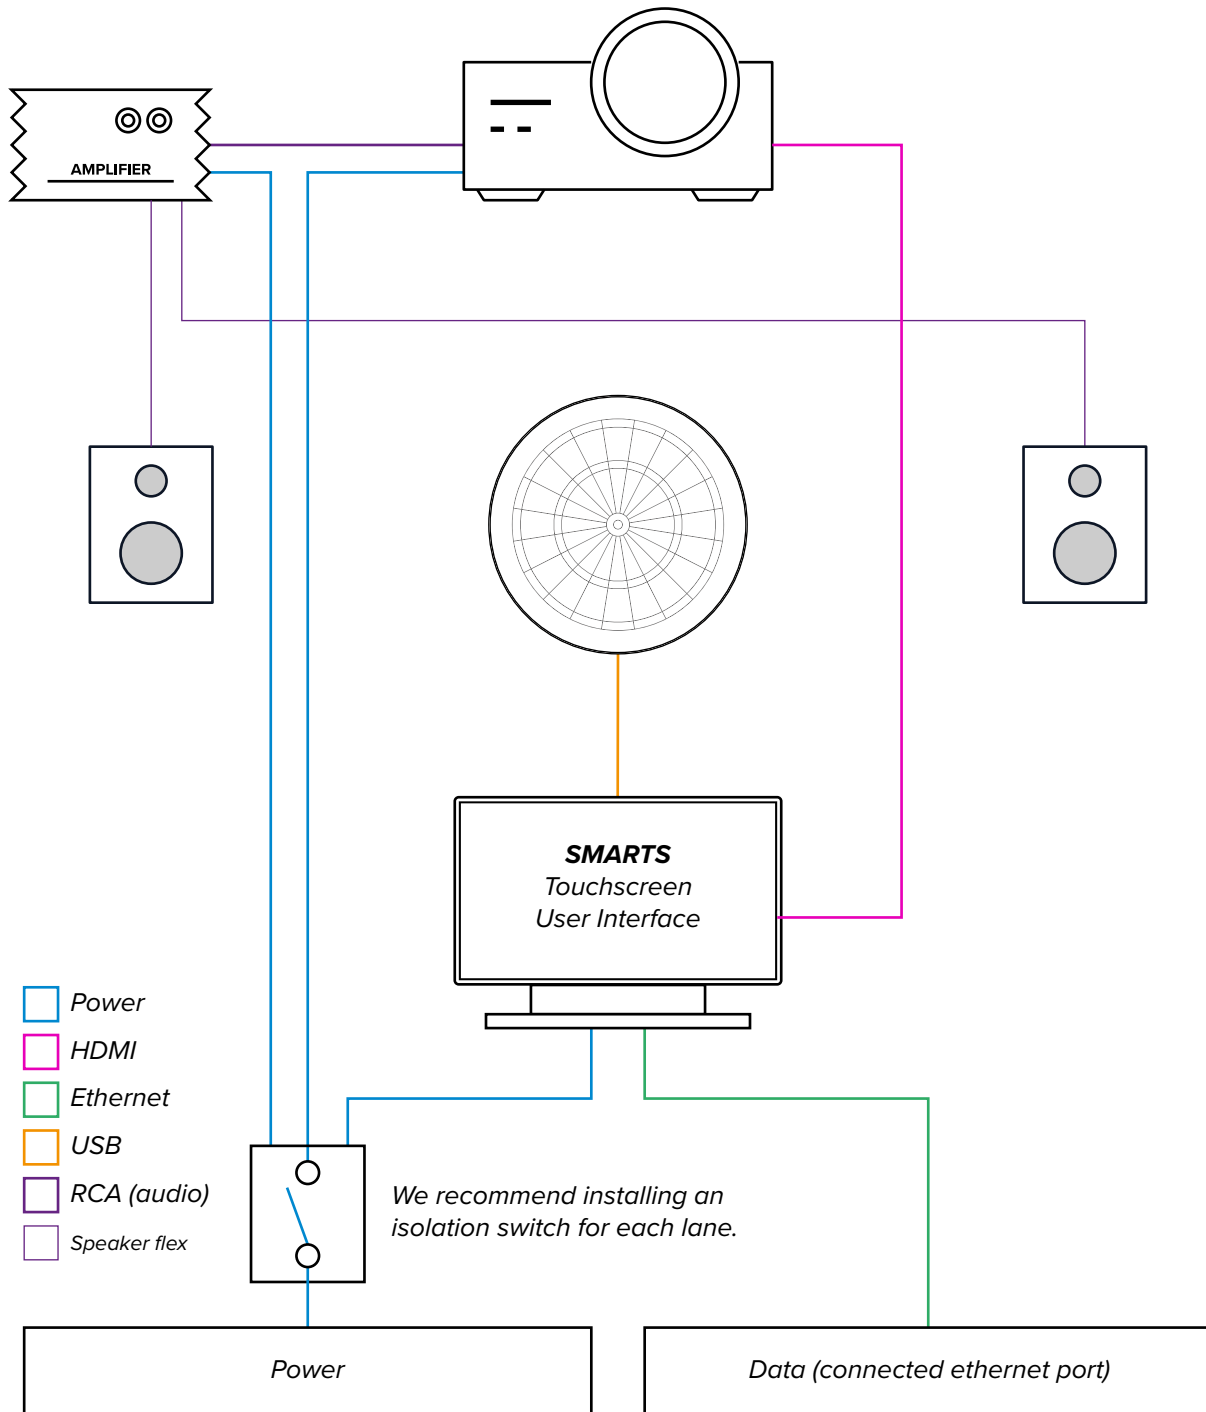 AMPLIFIER
SMARTS
Touchscreen
User Interface
Power
HDMI
Ethernet
USB
RCA (audio)
Speaker flex
We recommend installing an
isolation switch for each lane.
Power
Data (connected ethernet port)